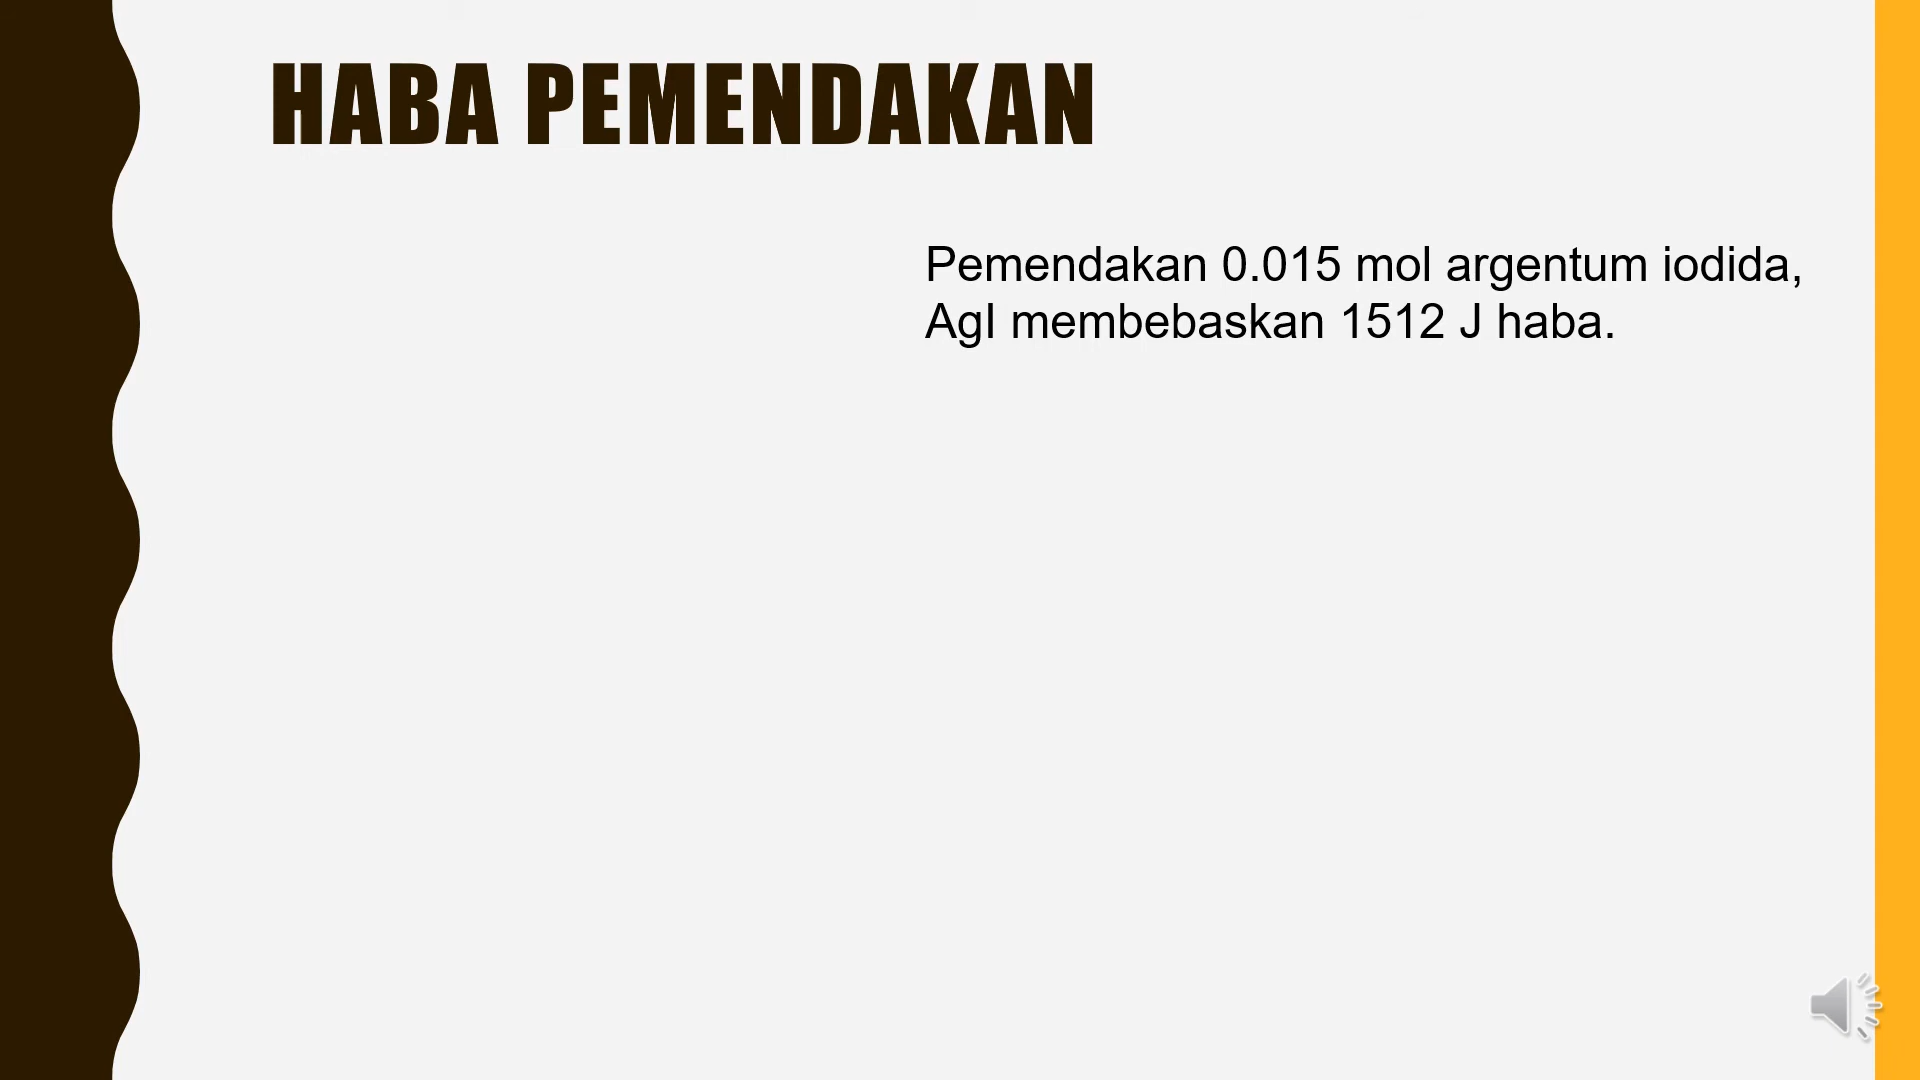 HABA PEMENDAKAN
Pemendakan 0.015 mol argentum iodida,
AgI membebaskan 1512 J haba.